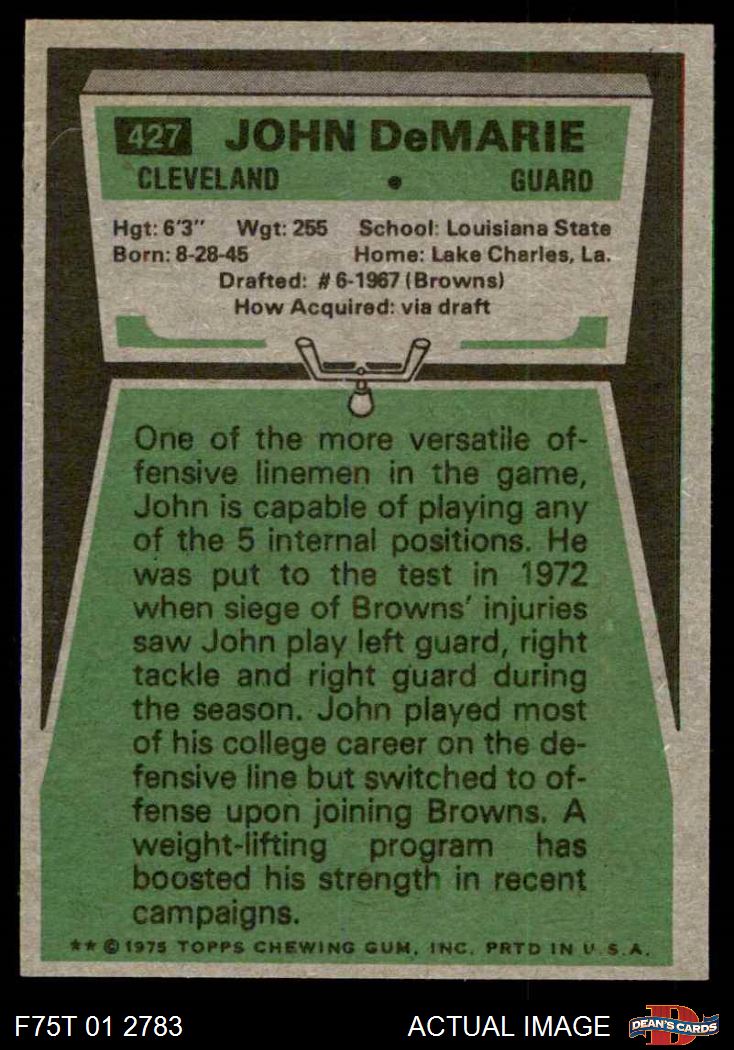 427 JOHN DeMARIE
CLEVELAND • GUARD
Hgt: 6'3" Wgt: 255 School: Louisiana State
Born: 8-28-45 Home: Lake Charles, La.
Drafted: #6-1967 (Browns)
How Acquired: via draft
One of the more versatile of-
fensive linemen in the game,
John is capable of playing any
of the 5 internal positions. He
was put to the test in 1972
when siege of Browns' injuries
saw John play left guard, right
tackle and right guard during
the season. John played most
of his college career on the de-
fensive line but switched to of-
fense upon joining Browns. A
weight-lifting program has
boosted his strength in recent
campaigns.
** © 1975 TOPPS CHEWING GUM, INC. PRTD IN U.S.A.
F75T 01 2783 ACTUAL IMAGE DEAN'S CARDS